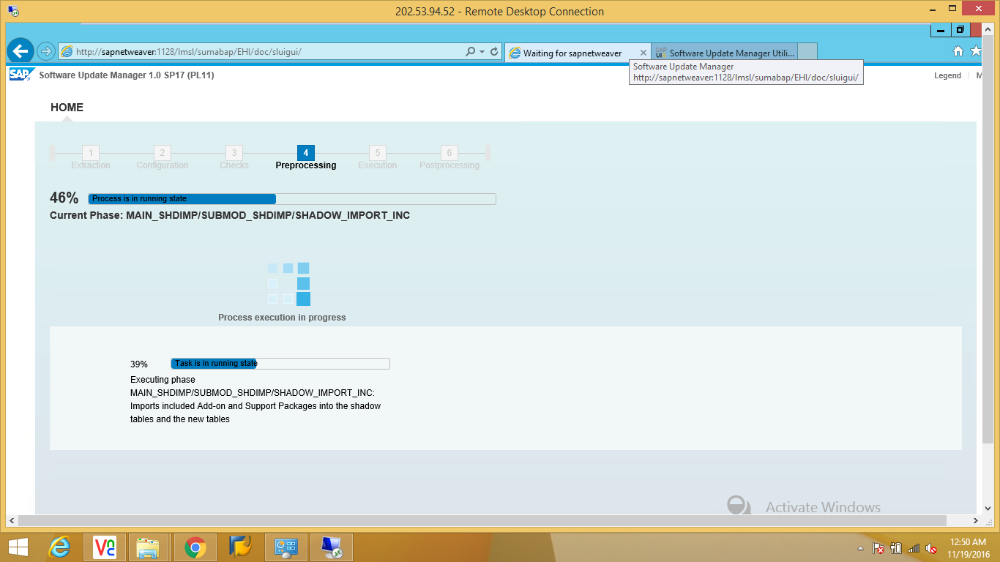 202.53.94.52 - Remote Desktop Connection
http://sapnetweaver:1128/lmsl/sumabap/EHI/doc/sluigui/
Waiting for sapnetweaver
SAP UI
Software Update Manager Utili...
SAP
Software Update Manager 1.0 SP17 (PL11)
Software Update Manager
http://sapnetweaver:1128/lmsl/sumabap/EHI/doc/sluigui/
Legend
M
HOME
1
2
3
4
5
6
Extraction
Configuration
Checks
Preprocessing
Execution
Postprocessing
46%
Process is in running state
Current Phase: MAIN_SHDIMP/SUBMOD_SHDIMP/SHADOW_IMPORT_INC
Process execution in progress
39%
Task is in running state
Executing phase
MAIN_SHDIMP/SUBMOD_SHDIMP/SHADOW_IMPORT_INC:
Imports included Add-on and Support Packages into the shadow
tables and the new tables
Activate Windows
VNC
12:50 AM
11/19/2016